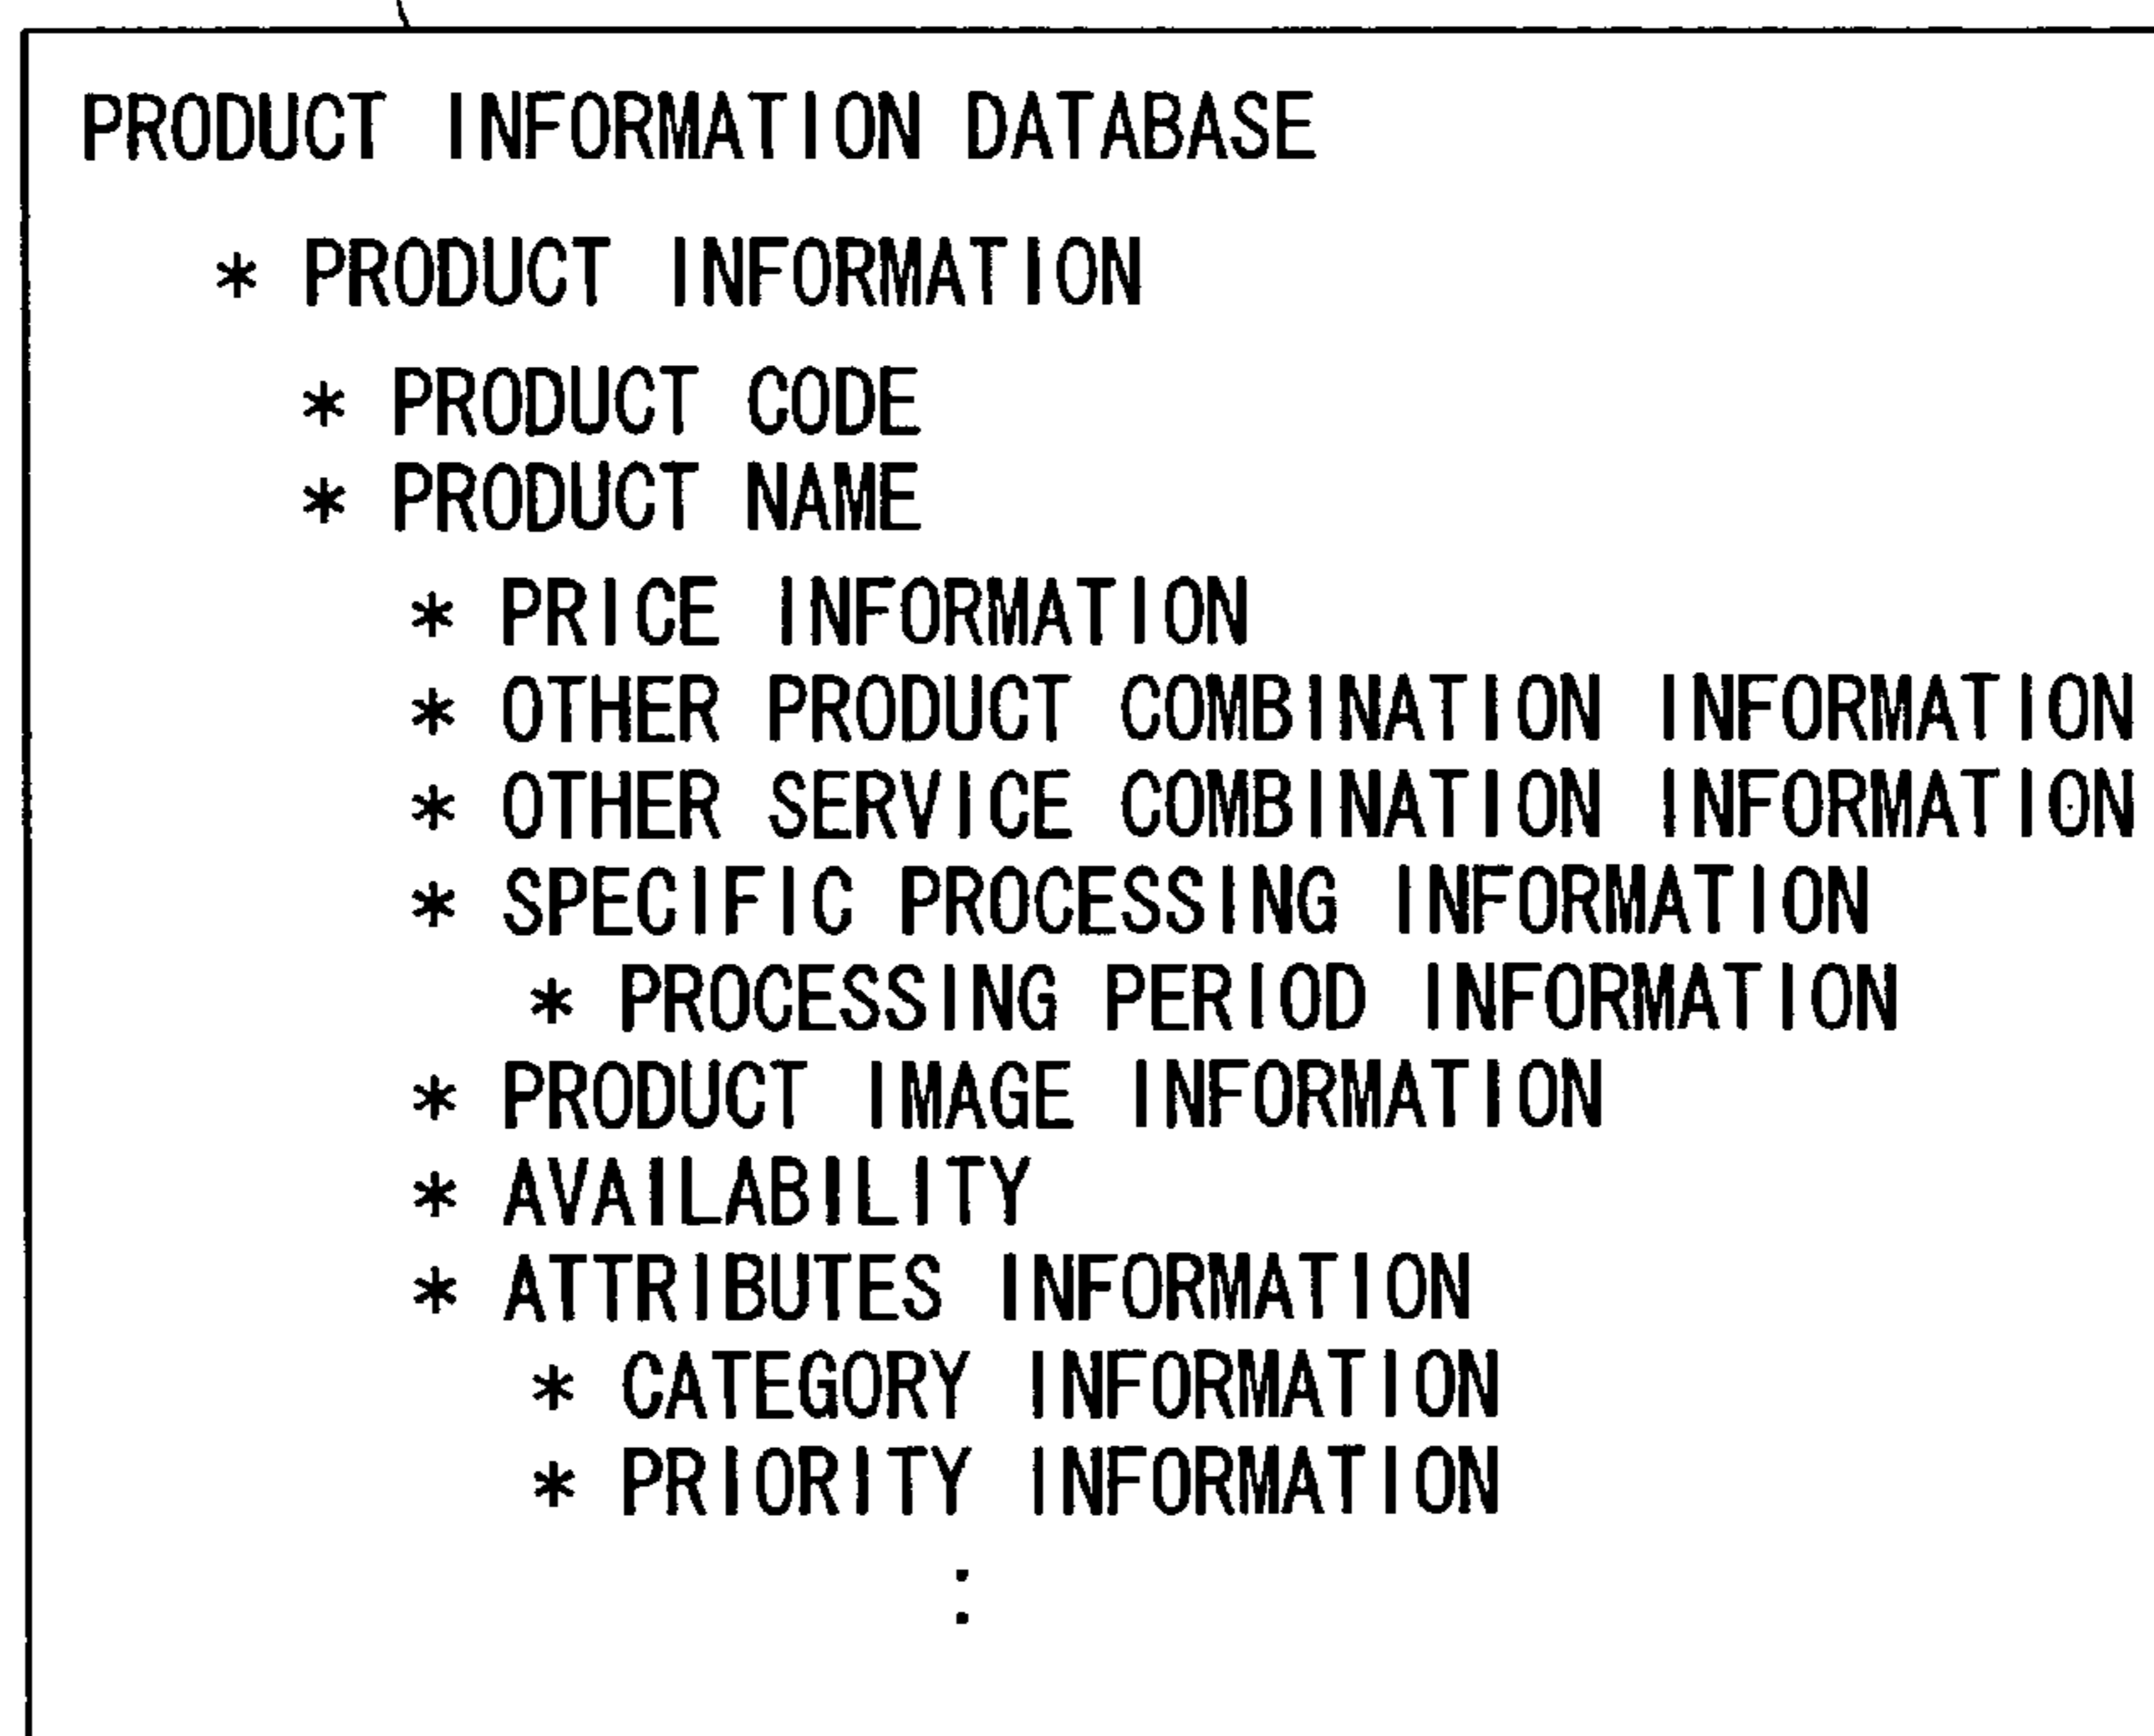 PRODUCT INFORMATION DATABASE
* PRODUCT INFORMATION
* PRODUCT CODE
* PRODUCT NAME
* PRICE INFORMATION
* OTHER PRODUCT COMBINATION INFORMATION
* OTHER SERVICE COMBINATION INFORMATION
* SPECIFIC PROCESSING INFORMATION
* PROCESSING PERIOD INFORMATION
* PRODUCT IMAGE INFORMATION
* AVAILABILITY
* ATTRIBUTES INFORMATION
* CATEGORY INFORMATION
* PRIORITY INFORMATION
: